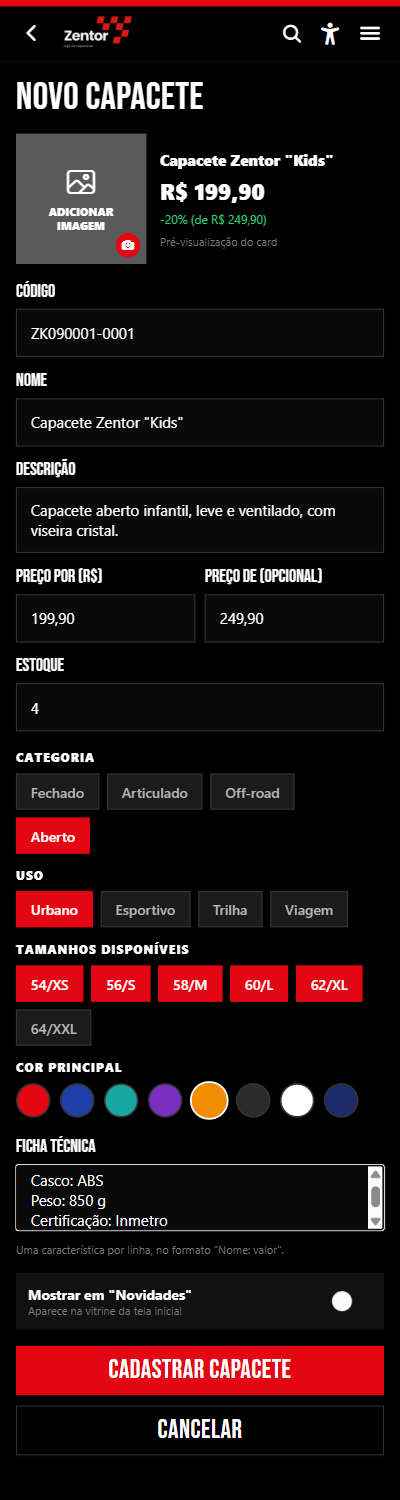 Zentor
NOVO CAPACETE
ADICIONAR
IMAGEM
Capacete Zentor "Kids"
R$ 199,90
-20% (de R$ 249,90)
Pré-visualização do card
CÓDIGO
ZK090001-0001
NOME
Capacete Zentor "Kids"
DESCRIÇÃO
Capacete aberto infantil, leve e ventilado, com
viseira cristal.
PREÇO POR (R$) PREÇO DE (OPCIONAL)
199,90 249,90
ESTOQUE
4
CATEGORIA
Fechado Articulado Off-road
Aberto
USO
Urbano Esportivo Trilha Viagem
TAMANHOS DISPONÍVEIS
54/XS 56/S 58/M 60/L 62/XL
64/XXL
COR PRINCIPAL
FICHA TÉCNICA
Casco: ABS
Peso: 850 g
Certificação: Inmetro
Uma característica por linha, no formato "Nome: valor".
Mostrar em "Novidades"
Aparece na vitrine da tela inicial
CADASTRAR CAPACETE
CANCELAR